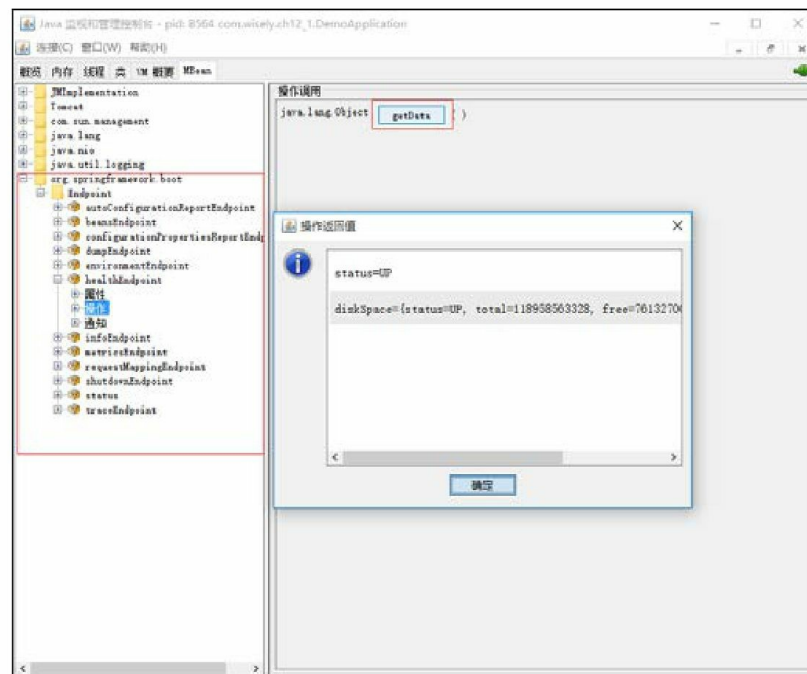 Java 监视和管理控制台 - pid: 8564 com.wisely.ch12_1.DemoApplication
连接(C) 窗口(W) 帮助(H)
概览 内存 线程 类 VM 概要 MBean
JMImplementation
Tomcat
com.sun.management
java.lang
java.nio
java.util.logging
org.springframework.boot
Endpoint
autoConfigurationReportEndpoint
beansEndpoint
configurationPropertiesReportEndp
dumpEndpoint
environmentEndpoint
healthEndpoint
属性
操作
通知
infoEndpoint
metricsEndpoint
requestMappingEndpoint
shutdownEndpoint
status
traceEndpoint
操作调用
java.lang.Object getData ( )
操作返回值
status=UP
diskSpace={status=UP, total=118958563328, free=76132700
确定